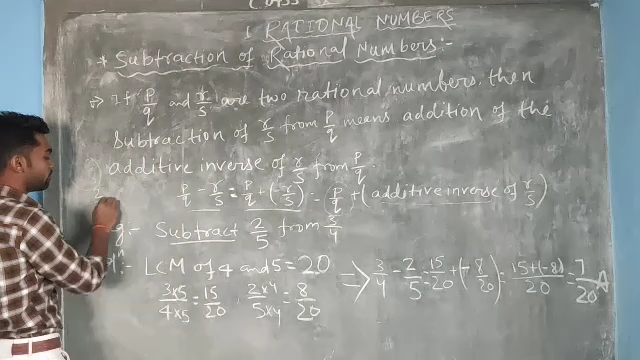 RATIONAL NUMBERS
* Subtraction of Rational Numbers:-
⇒ If p/q and r/s are two rational numbers, then
subtraction of r/s from p/q means addition of the
additive inverse of r/s from p/q.
p/q - r/s = p/q + (-r/s) = p/q + (additive inverse of r/s)
g:- Subtract 2/5 from 3/4
:- LCM of 4 and 5 = 20 ⇒ 3/4 - 2/5 = 15/20 + (-8/20) = 15+(-8)/20 = 7/20
3×5/4×5 = 15/20, 2×4/5×4 = 8/20